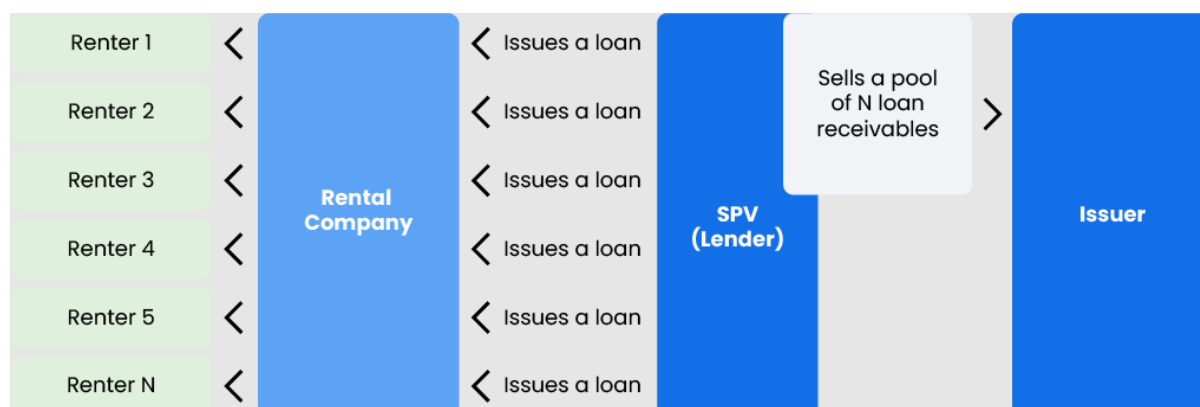 Renter 1
Issues a loan
Renter 2
Issues a loan
Renter 3
Issues a loan
Renter 4
Issues a loan
Renter 5
Issues a loan
Renter N
Issues a loan
Rental
Company
SPV
(Lender)
Sells a pool
of N loan
receivables
Issuer